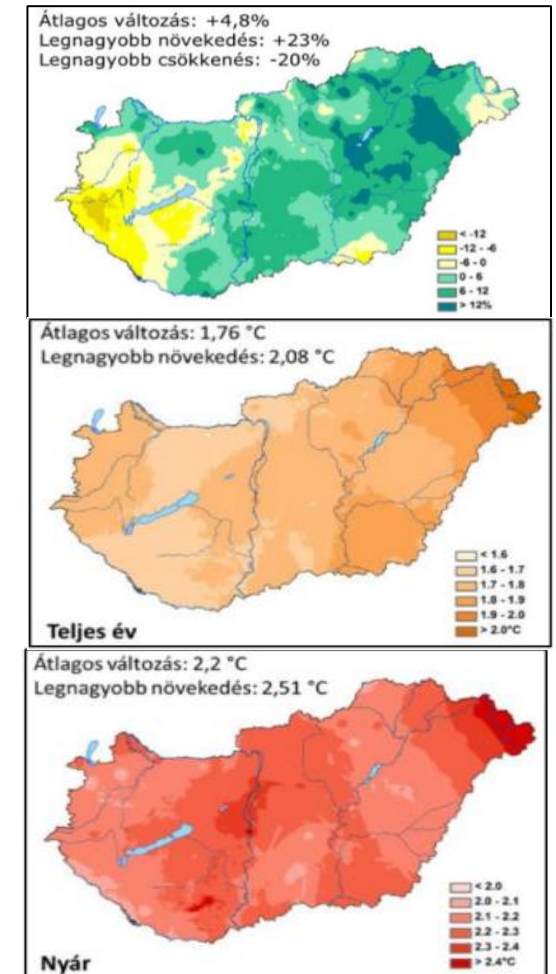 Átlagos változás: +4,8%
Legnagyobb növekedés: +23%
Legnagyobb csökkenés: -20%
< -12
-12 - -6
-6 - 0
0 - 6
6 - 12
> 12%
Átlagos változás: 1,76 °C
Legnagyobb növekedés: 2,08 °C
< 1.6
1.6 - 1.7
1.7 - 1.8
1.8 - 1.9
1.9 - 2.0
> 2.0°C
Teljes év
Átlagos változás: 2,2 °C
Legnagyobb növekedés: 2,51 °C
< 2.0
2.0 - 2.1
2.1 - 2.2
2.2 - 2.3
2.3 - 2.4
> 2.4°C
Nyár